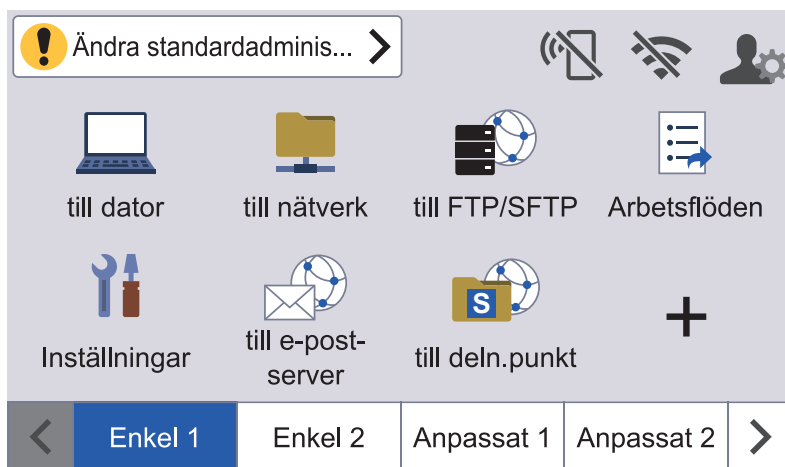 Ändra standardadminis...
till dator
till nätverk
till FTP/SFTP
Arbetsflöden
Inställningar
till e-post-
server
S
till deln.punkt
Enkel 1
Enkel 2
Anpassat 1
Anpassat 2